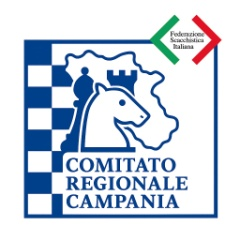 Federazione
Scacchistica
Italiana
COMITATO
REGIONALE
CAMPANIA